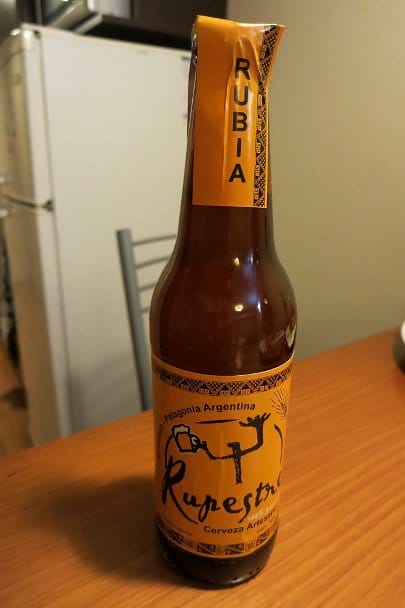 RUBIA
- Patagonia Argentina
Rupestre
Cerveza Artesanal